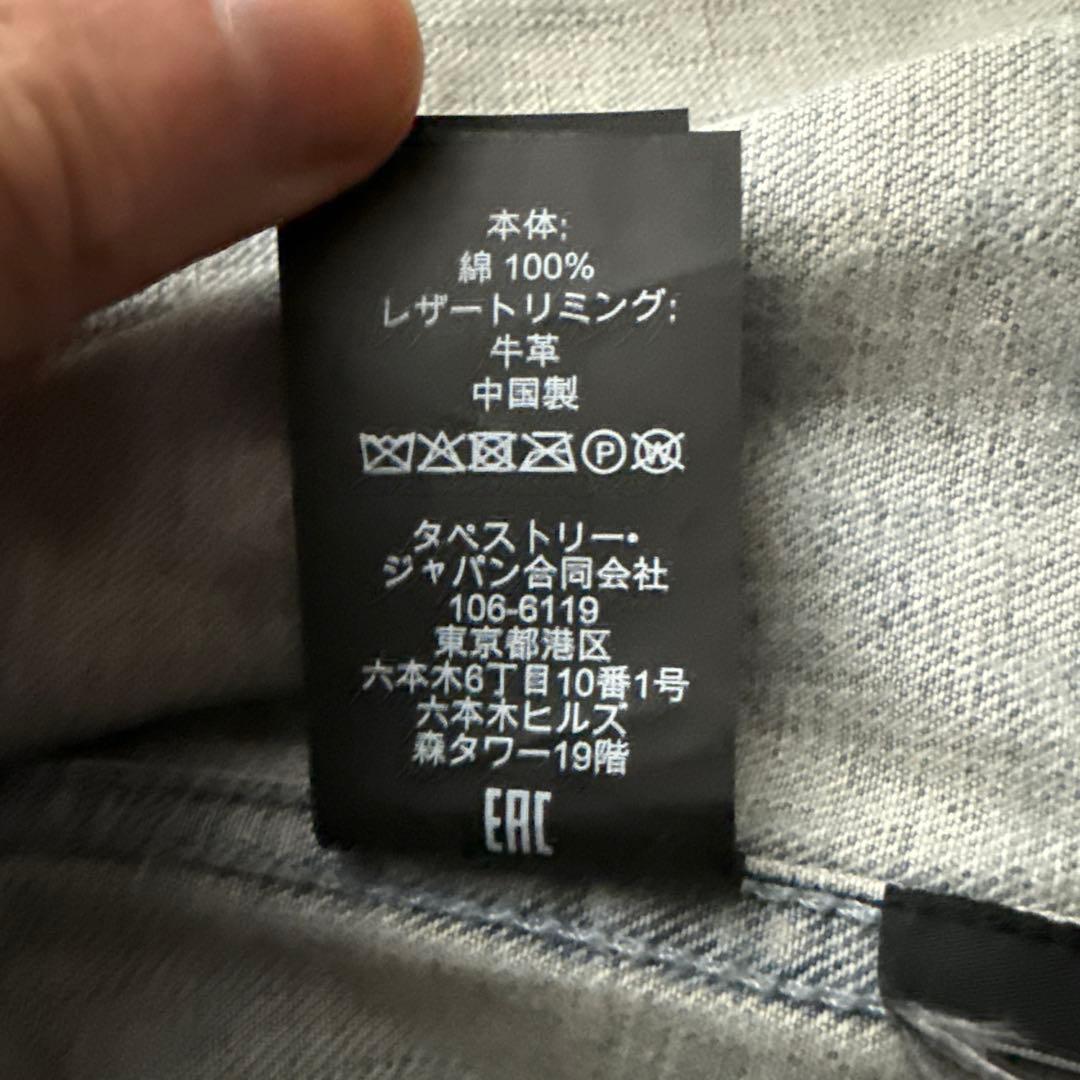 本体:
綿 100%
レザートリミング:
牛革
中国製
P W
タペストリー・
ジャパン合同会社
106-6119
東京都港区
六本木6丁目10番1号
六本木ヒルズ
森タワー19階
EAC